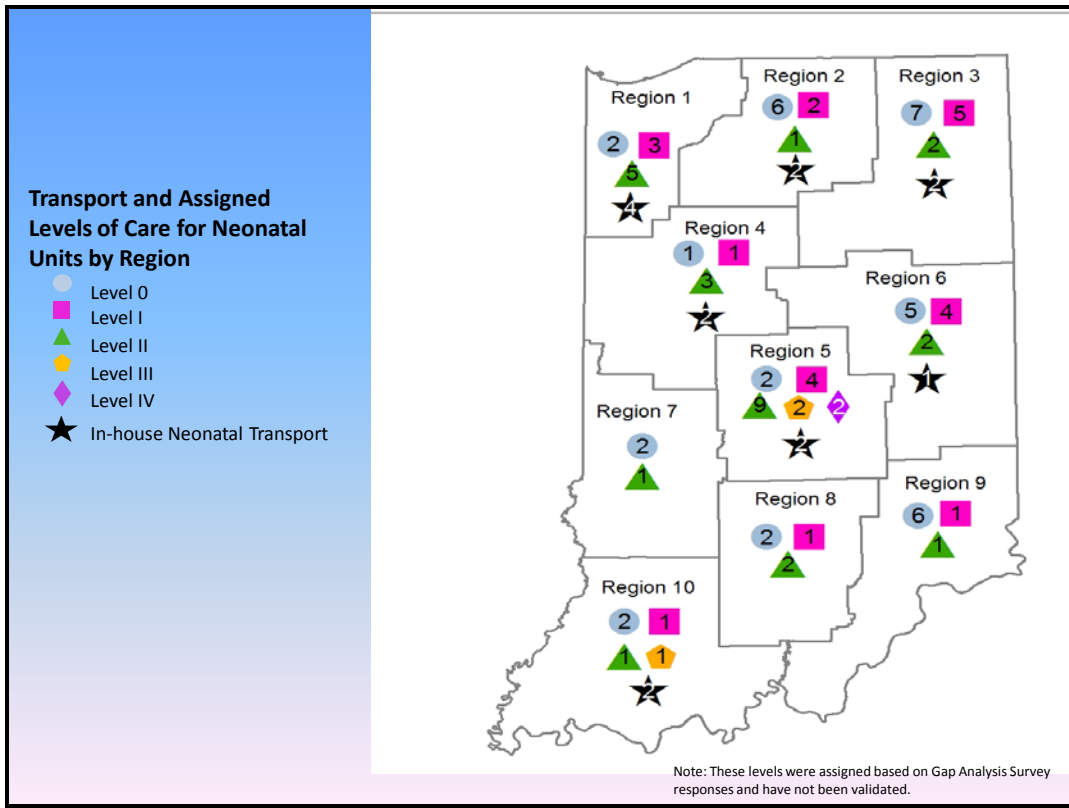 Transport and Assigned
Levels of Care for Neonatal
Units by Region
Level 0
Level I
Level II
Level III
Level IV
In-house Neonatal Transport
Region 1
2 3
5
4
Region 2
6 2
1
2
Region 3
7 5
2
2
Region 4
1 1
3
2
Region 6
5 4
2
1
Region 5
2 4
9 2 2
2
Region 7
2
1
Region 8
2 1
2
Region 9
6 1
1
Region 10
2 1
1 1
2
Note: These levels were assigned based on Gap Analysis Survey
responses and have not been validated.